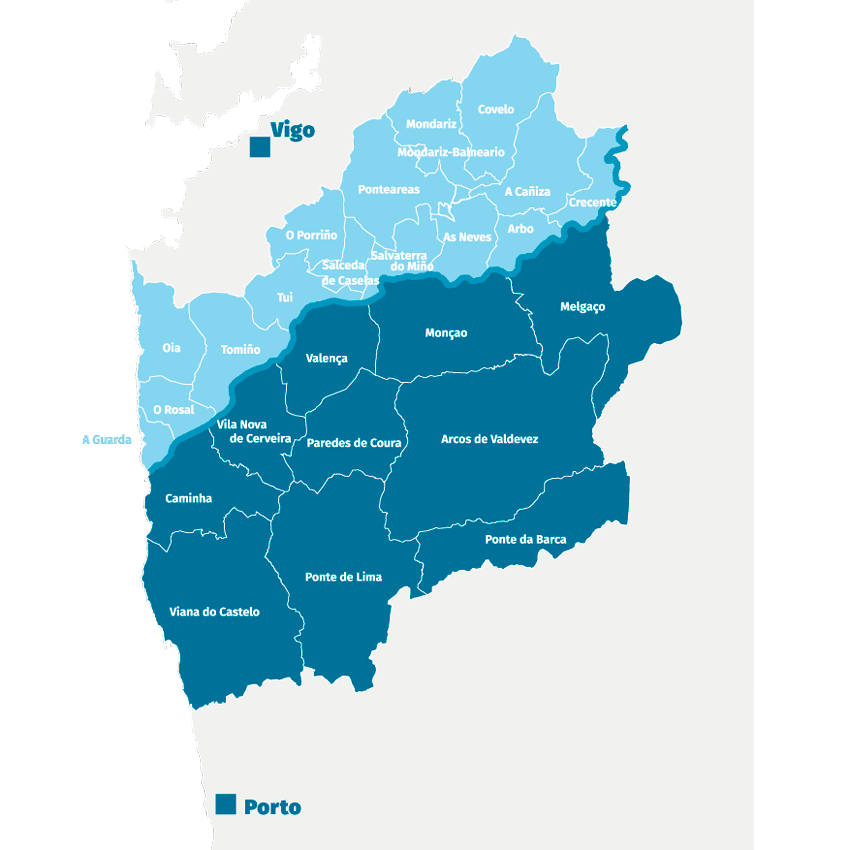 Covelo
Mondariz
Vigo
Mondariz-Balneario
Ponteareas
A Cañiza
Crecente
Arbo
O Porriño
As Neves
Salvaterra
do Miño
Salceda
de Caselas
Tui
Melgaço
Monçao
Oia
Tomiño
Valença
O Rosal
Vila Nova
de Cerveira
A Guarda
Paredes de Coura
Arcos de Valdevez
Caminha
Ponte da Barca
Ponte de Lima
Viana do Castelo
Porto